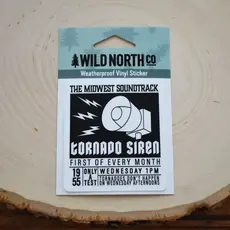 WILD NORTH CO
Weatherproof Vinyl Sticker
THE MIDWEST SOUNDTRACK
TORNADO SIREN
FIRST OF EVERY MONTH
19 ONLY WEDNESDAY 1PM
55 A TEST TORNADOES DON'T HAPPEN
ON WEDNESDAY AFTERNOONS